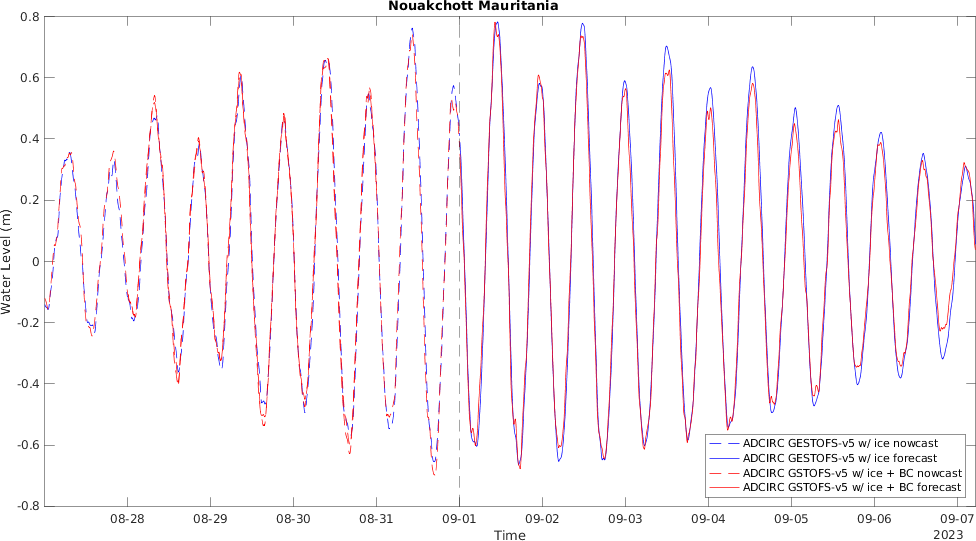 Nouakchott Mauritania
0.8
0.6
0.4
0.2
0
-0.2
-0.4
-0.6
-0.8
Water Level (m)
08-28 08-29 08-30 08-31 09-01 09-02 09-03 09-04 09-05 09-06 09-07
Time
2023
ADCIRC GESTOFS-v5 w/ ice nowcast
ADCIRC GESTOFS-v5 w/ ice forecast
ADCIRC GSTOFS-v5 w/ice + BC nowcast
ADCIRC GSTOFS-v5 w/ice + BC forecast